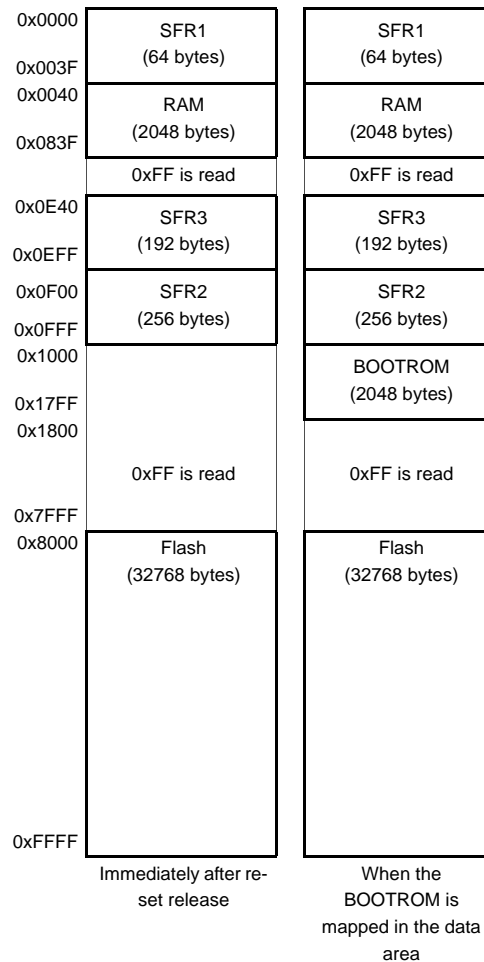 0x0000
SFR1
(64 bytes)
SFR1
(64 bytes)
0x003F
0x0040
RAM
(2048 bytes)
RAM
(2048 bytes)
0x083F
0xFF is read
0xFF is read
0x0E40
SFR3
(192 bytes)
SFR3
(192 bytes)
0x0EFF
0x0F00
SFR2
(256 bytes)
SFR2
(256 bytes)
0x0FFF
0x1000
BOOTROM
(2048 bytes)
0x17FF
0x1800
0xFF is read
0xFF is read
0x7FFF
0x8000
Flash
(32768 bytes)
Flash
(32768 bytes)
0xFFFF
Immediately after re-
set release
When the
BOOTROM is
mapped in the data
area